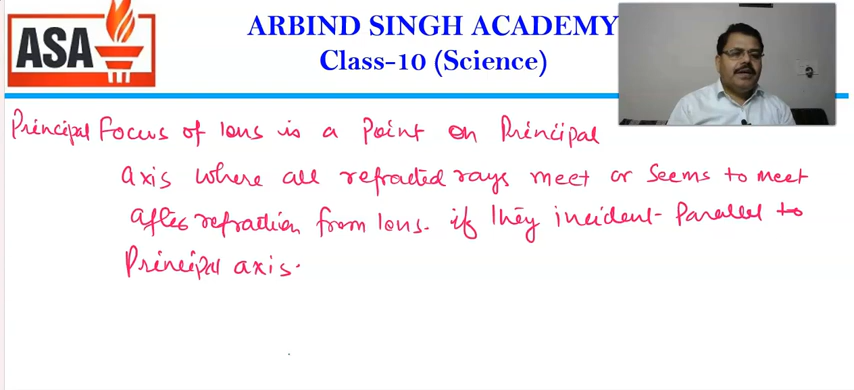 ASA
ARBIND SINGH ACADEMY
Class-10 (Science)
Principal Focus of lens is a Point on Principal
axis where all refracted rays meet or seems to meet
after refraction from lens. if they incident Parallel to
Principal axis.